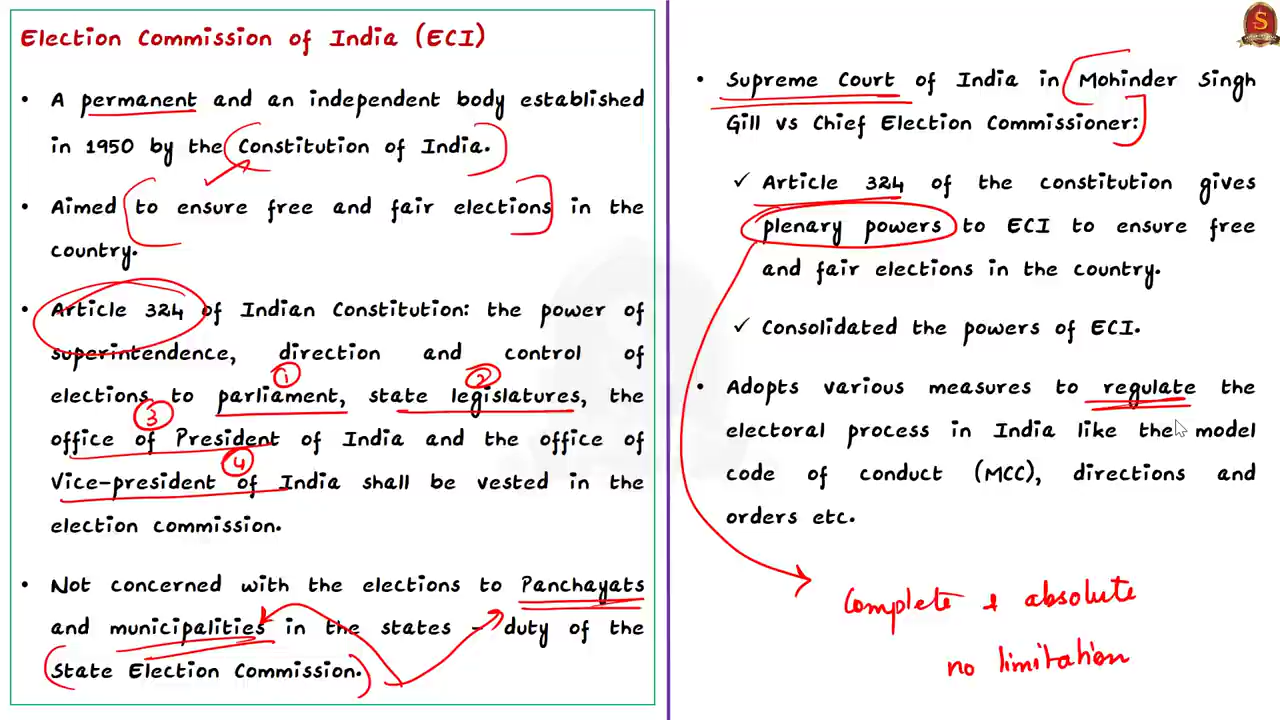 Election Commission of India (ECI)
• A permanent and an independent body established
in 1950 by the Constitution of India.
• Aimed to ensure free and fair elections in the
country.
• Article 324 of Indian Constitution: the power of
superintendence, direction and control of
1 2
elections to parliament, state legislatures, the
3
office of President of India and the office of
4
Vice-president of India shall be vested in the
election commission.
• Not concerned with the elections to Panchayats
and municipalities in the states - duty of the
State Election Commission.
S
• Supreme Court of India in Mohinder Singh
Gill vs Chief Election Commissioner:
✓ Article 324 of the constitution gives
plenary powers to ECI to ensure free
and fair elections in the country.
✓ Consolidated the powers of ECI.
• Adopts various measures to regulate the
electoral process in India like the model
code of conduct (MCC), directions and
orders etc.
Complete & absolute
no limitation